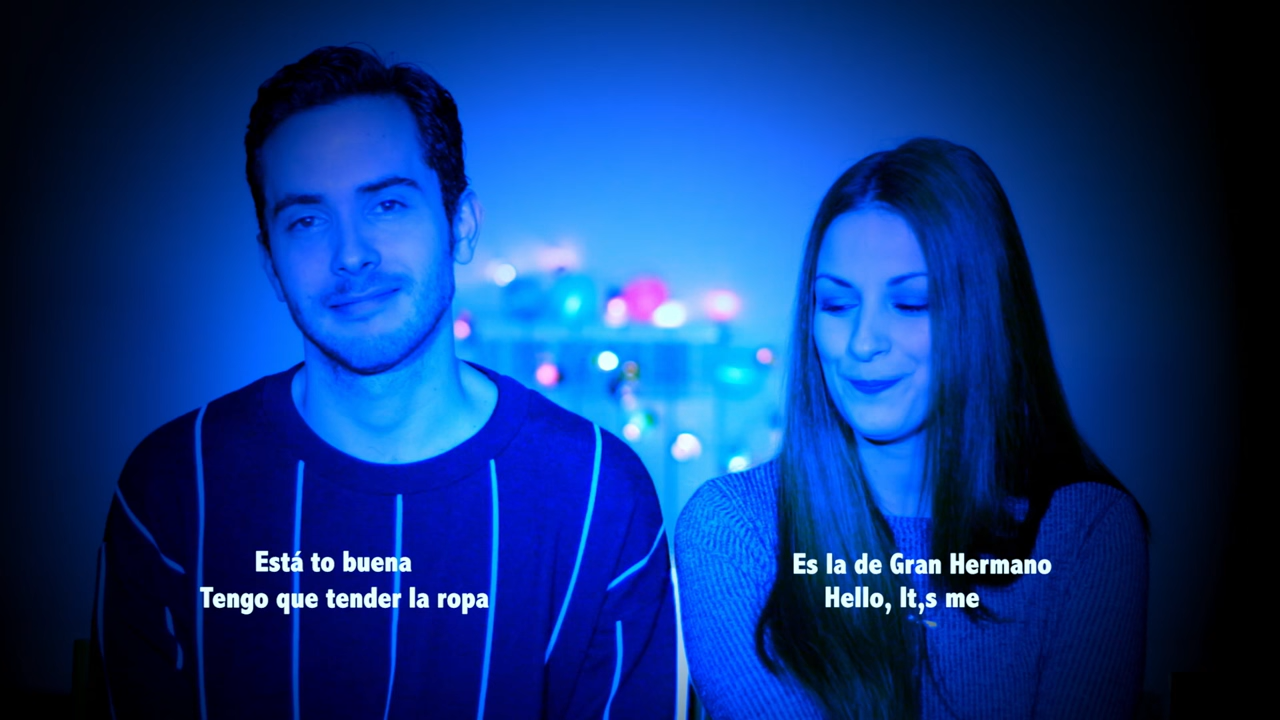 Está to buena
Tengo que tender la ropa
Es la de Gran Hermano
Hello, It,s me